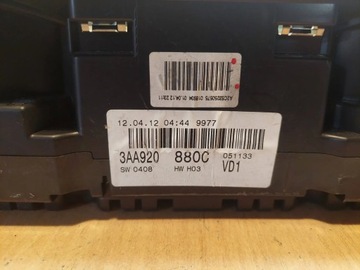 12.04.12 04:44 9977
3AA920 880C 051133
SW 0408 HW H03 VD1